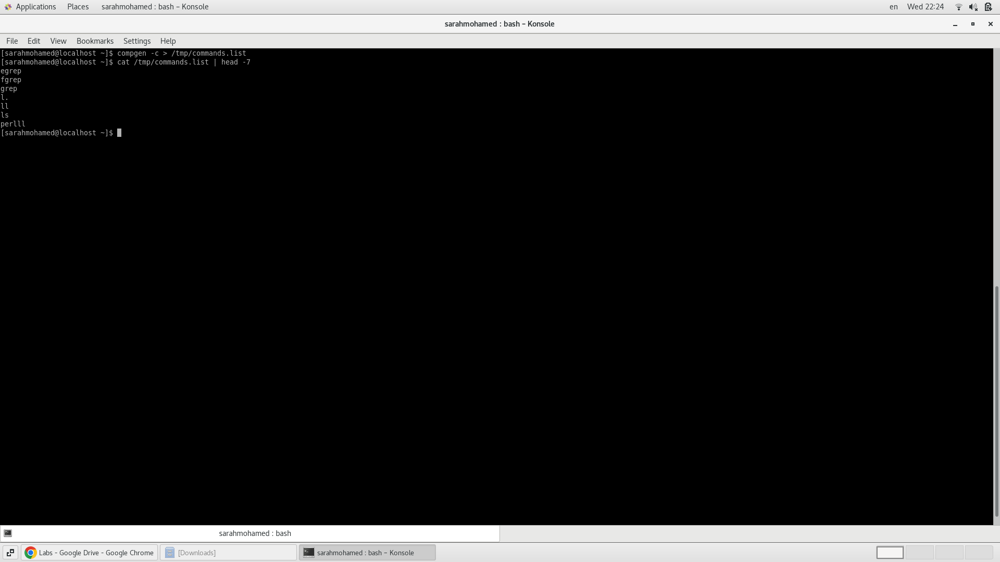 Applications Places sarahmohamed : bash – Konsole en Wed 22:24
sarahmohamed : bash – Konsole
File Edit View Bookmarks Settings Help
[sarahmohamed@localhost ~]$ compgen -c > /tmp/commands.list
[sarahmohamed@localhost ~]$ cat /tmp/commands.list | head -7
egrep
fgrep
grep
l.
ll
ls
perlll
[sarahmohamed@localhost ~]$
sarahmohamed : bash
Labs - Google Drive - Google Chrome [Downloads] sarahmohamed : bash – Konsole